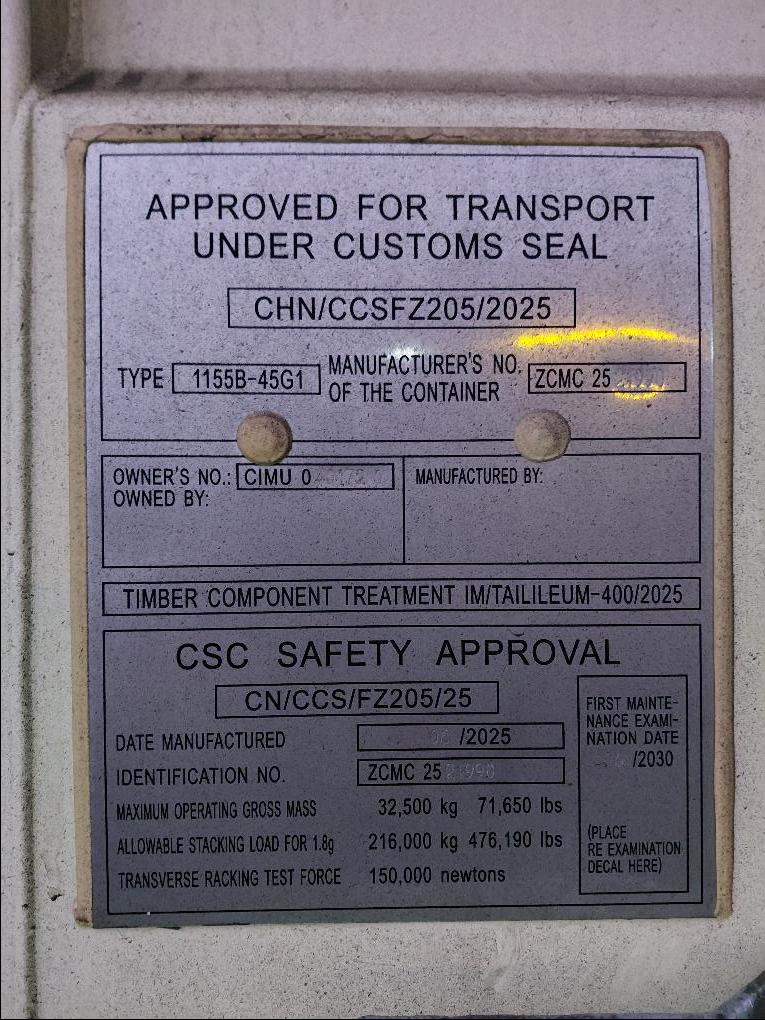 APPROVED FOR TRANSPORT
UNDER CUSTOMS SEAL
CHN/CCSFZ205/2025
TYPE 1155B-45G1 MANUFACTURER'S NO. OF THE CONTAINER ZCMC 25
OWNER'S NO.: CIMU 0
OWNED BY:
MANUFACTURED BY:
TIMBER COMPONENT TREATMENT IM/TAILILEUM-400/2025
CSC SAFETY APPROVAL
CN/CCS/FZ205/25
DATE MANUFACTURED /2025
IDENTIFICATION NO. ZCMC 25
MAXIMUM OPERATING GROSS MASS 32,500 kg 71,650 lbs
ALLOWABLE STACKING LOAD FOR 1.8g 216,000 kg 476,190 lbs
TRANSVERSE RACKING TEST FORCE 150,000 newtons
FIRST MAINTE-
NANCE EXAMI-
NATION DATE
/2030
(PLACE
RE EXAMINATION
DECAL HERE)